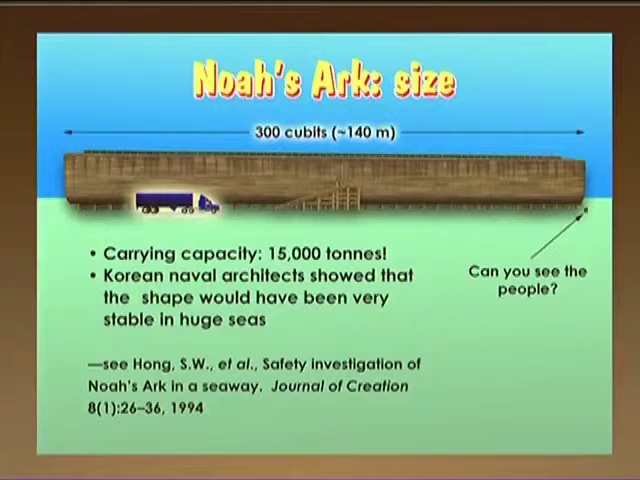 Noah's Ark: size
300 cubits (~140 m)
• Carrying capacity: 15,000 tonnes!
• Korean naval architects showed that
the shape would have been very
stable in huge seas
Can you see the
people?
—see Hong, S.W., et al., Safety investigation of
Noah's Ark in a seaway. Journal of Creation
8(1):26–36, 1994